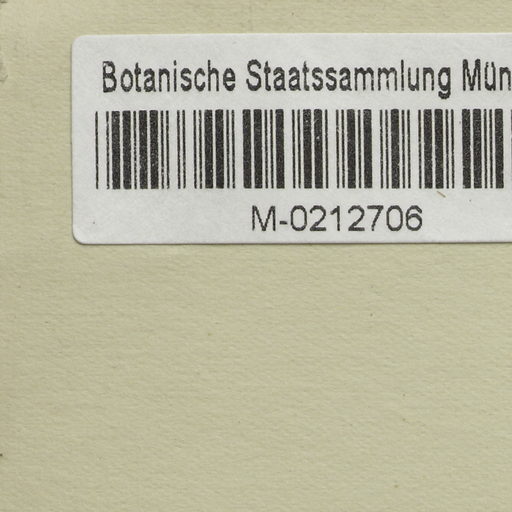 Botanische Staatssammlung Mün
M-0212706